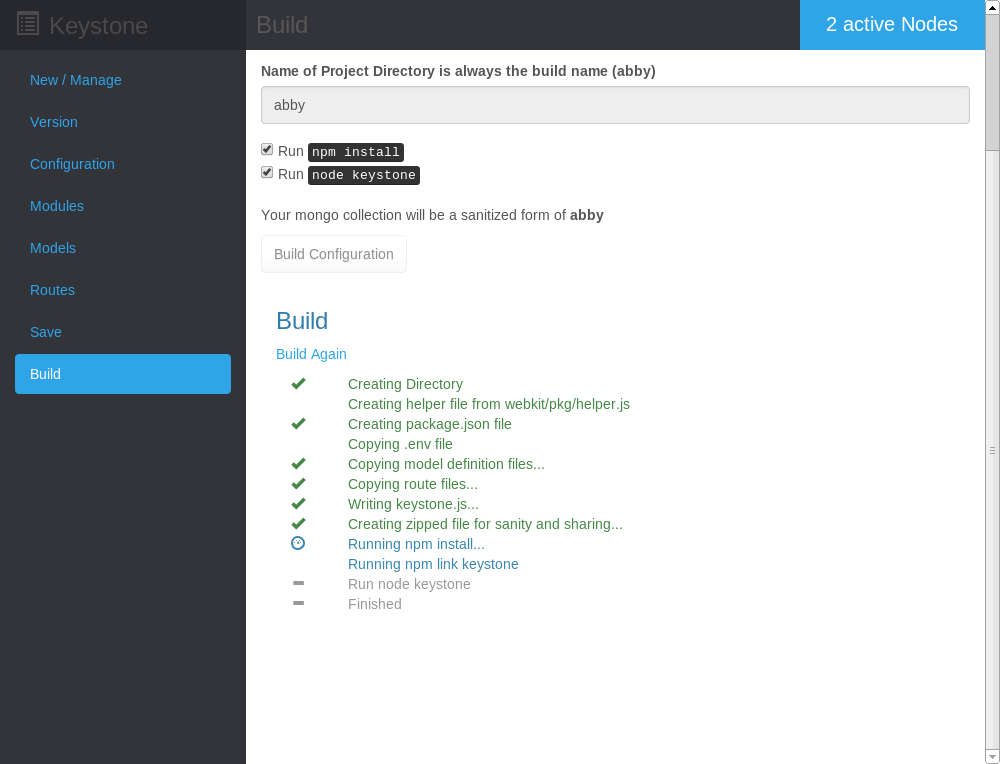 Keystone
Build
2 active Nodes
New / Manage
Version
Configuration
Modules
Models
Routes
Save
Build
Name of Project Directory is always the build name (abby)
abby
Run npm install
Run node keystone
Your mongo collection will be a sanitized form of abby
Build Configuration
Build
Build Again
Creating Directory
Creating helper file from webkit/pkg/helper.js
Creating package.json file
Copying .env file
Copying model definition files...
Copying route files...
Writing keystone.js...
Creating zipped file for sanity and sharing...
Running npm install...
Running npm link keystone
Run node keystone
Finished